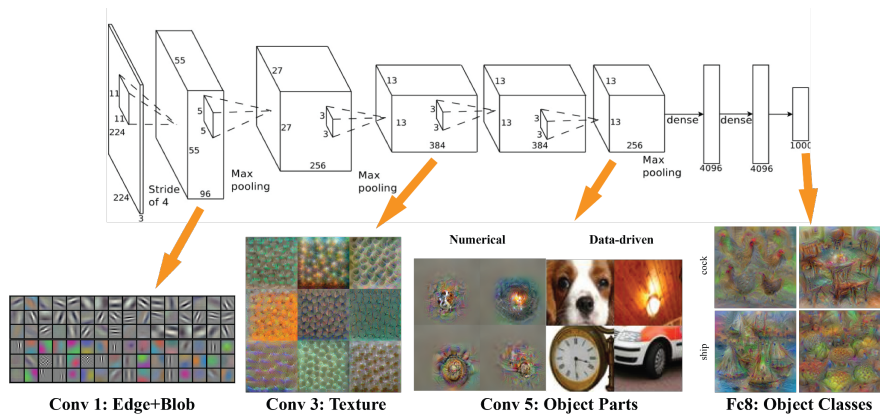 55
27
13
13
13
11
11
224
5
5
3
3
3
3
3
3
55
27
13
13
13
dense
dense
384
384
256
1000
256
Max
pooling
4096
4096
224
Stride
of 4
96
Max
pooling
Max
pooling
3
Numerical
Data-driven
cock
ship
Conv 1: Edge+Blob
Conv 3: Texture
Conv 5: Object Parts
Fc8: Object Classes